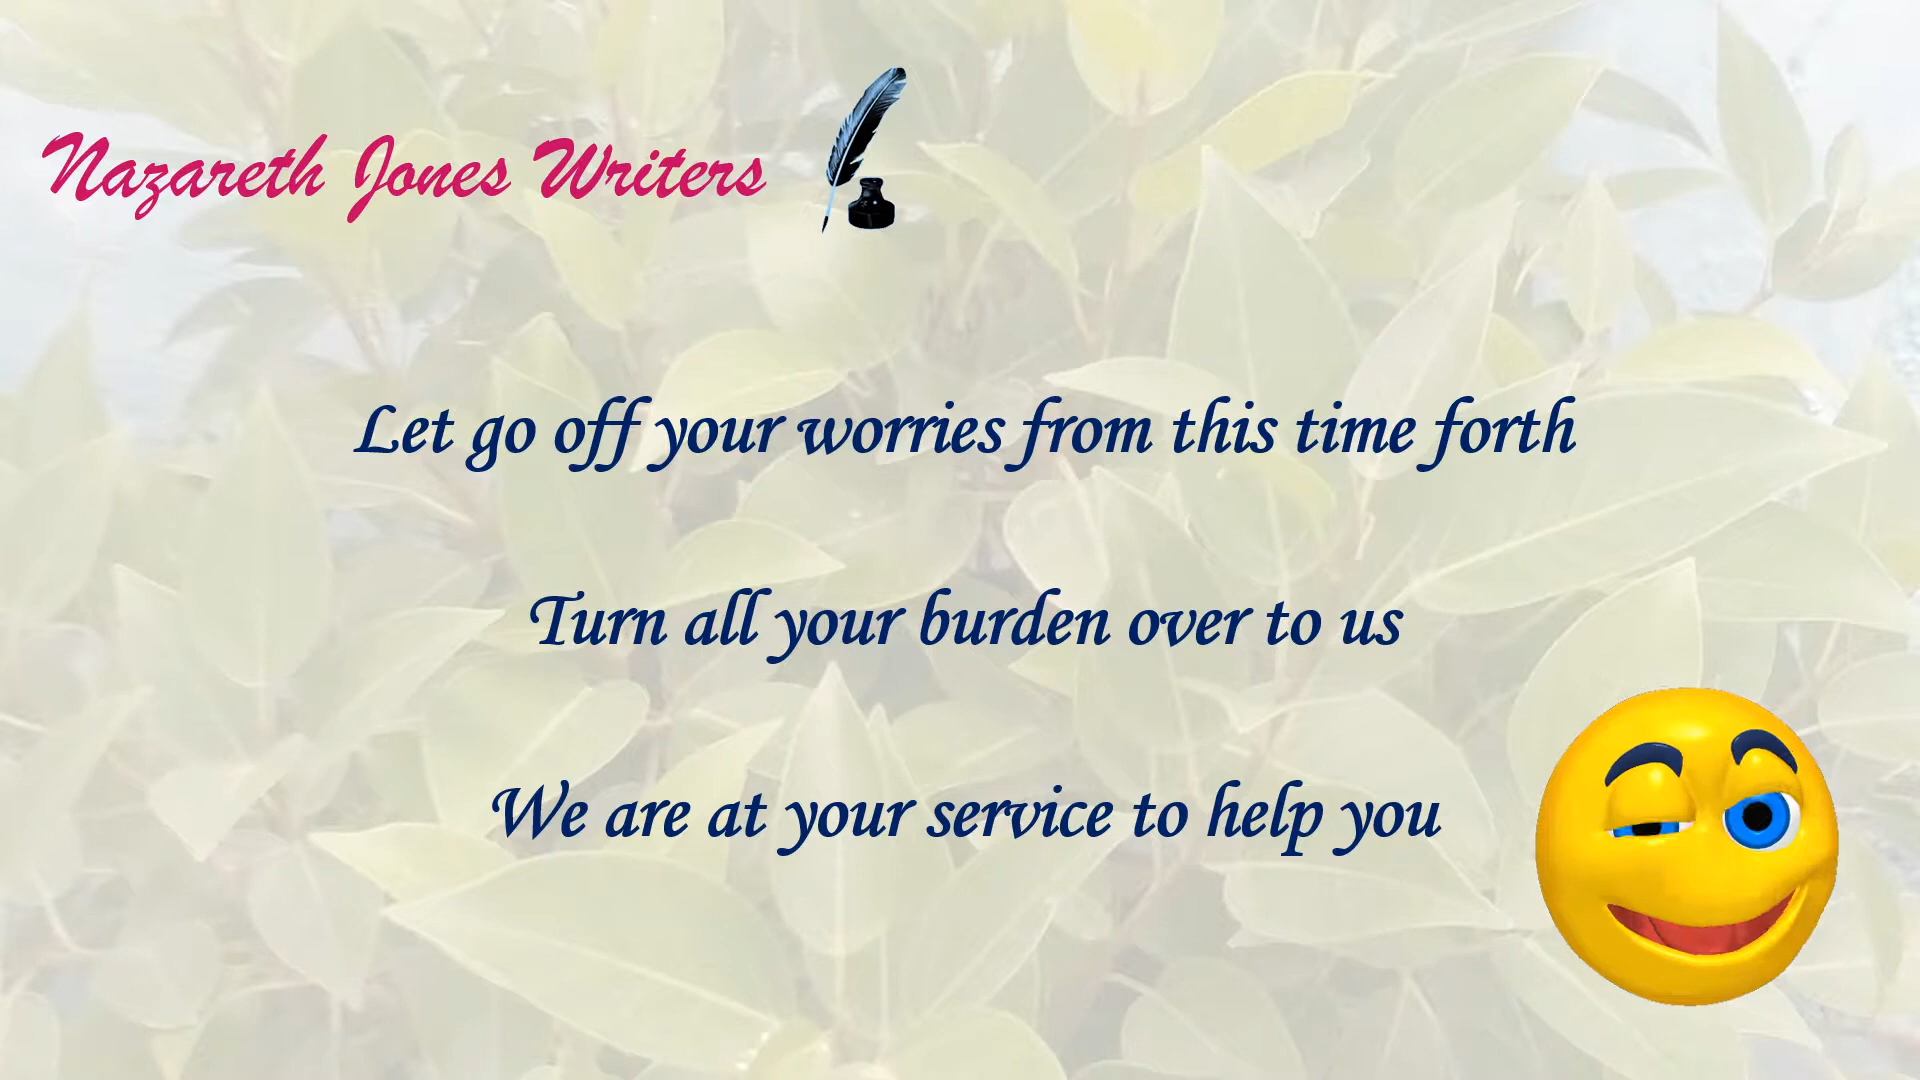 Nazareth Jones Writers
Let go off your worries from this time forth
Turn all your burden over to us
We are at your service to help you